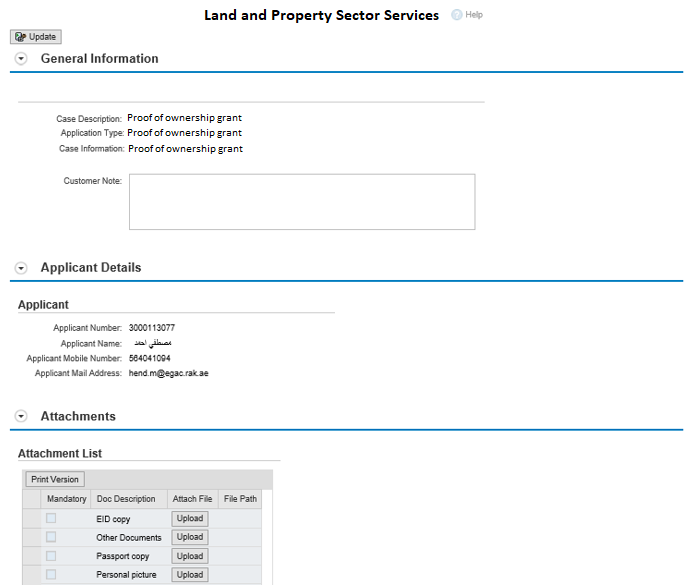 Land and Property Sector Services Help
Update
General Information
Case Description: Proof of ownership grant
Application Type: Proof of ownership grant
Case Information: Proof of ownership grant
Customer Note:
Applicant Details
Applicant
Applicant Number: 3000113077
Applicant Name: مصطفي احمد
Applicant Mobile Number: 564041094
Applicant Mail Address: hend.m@egac.rak.ae
Attachments
Attachment List
Print Version
Mandatory Doc Description Attach File File Path
EID copy Upload
Other Documents Upload
Passport copy Upload
Personal picture Upload